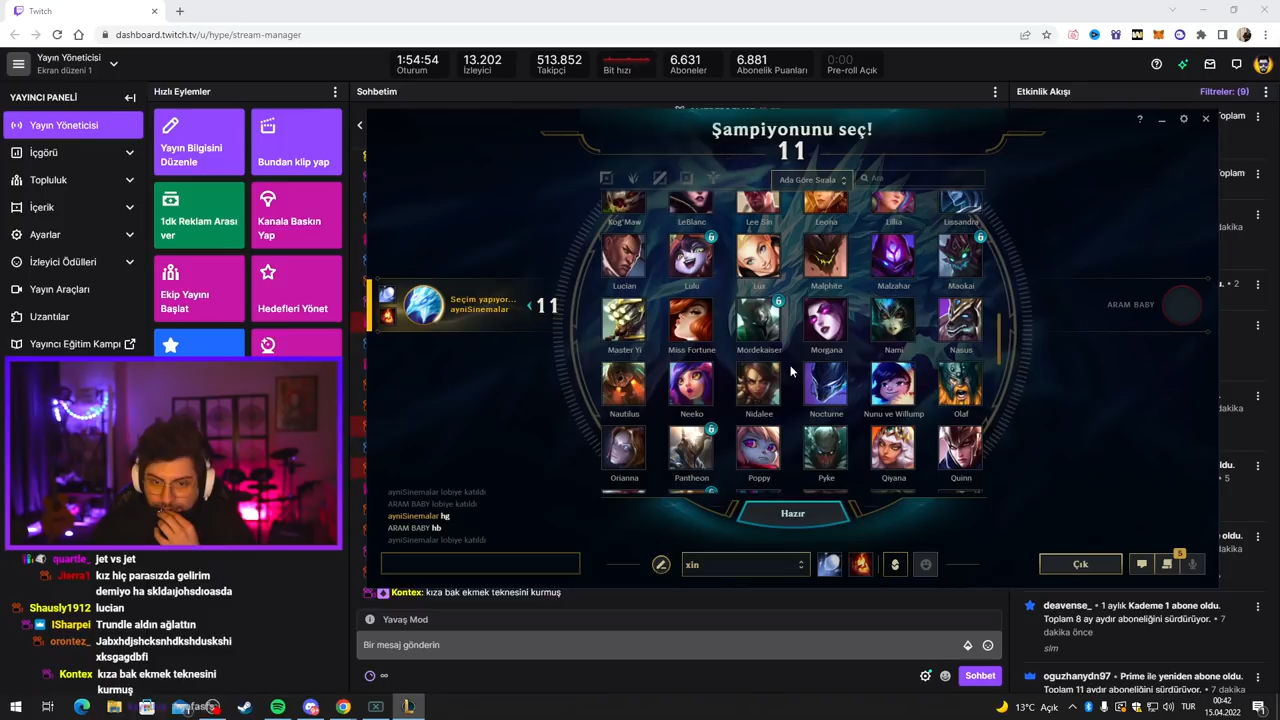 Twitch
dashboard.twitch.tv/u/hype/stream-manager
Yayın Yöneticisi
Ekran düzeni 1
1:54:54
Oturum
13.202
İzleyici
513.852
Takipçi
Bit hızı
6.631
Aboneler
6.881
Abonelik Puanları
0:00
Pre-roll Açık
YAYINCI PANELİ
Yayın Yöneticisi
İçgörü
Topluluk
İçerik
Ayarlar
İzleyici Ödülleri
Yayın Araçları
Uzantılar
Yayıncı Eğitim Kampı
Hızlı Eylemler
Yayın Bilgisini
Düzenle
Bundan klip yap
1dk Reklam Arası
ver
Kanala Baskın
Yap
Ekip Yayını
Başlat
Hedefleri Yönet
Sohbetim
Şampiyonunu seç!
11
Ada Göre Sırala
Ara
Kog'Maw
LeBlanc
Lee Sin
Leona
Lillia
Lissandra
6
6
Lucian
Lulu
Lux
Malphite
Malzahar
Maokai
6
Master Yi
Miss Fortune
Mordekaiser
Morgana
Nami
Nasus
Nautilus
Neeko
Nidalee
Nocturne
Nunu ve Willump
Olaf
6
Orianna
Pantheon
Poppy
Pyke
Qiyana
Quinn
Seçim yapıyor...
ayniSinemalar
11
ARAM BABY
ayniSinemalar lobiye katıldı
ARAM BABY lobiye katıldı
ayniSinemalar hg
ARAM BABY hb
ayniSinemalar lobiye katıldı
Hazır
xin
Çık
5
Kontex: kıza bak ekmek teknesini kurmuş
Yavaş Mod
Bir mesaj gönderin
Sohbet
Etkinlik Akışı
Filtreler: (9)
deavense_ • 1 aylık Kademe 1 abone oldu.
Toplam 8 ay aydır aboneliğini sürdürüyor. • 7
dakika önce
slm
oguzhanydn97 • Prime ile yeniden abone oldu.
Toplam 11 aydır aboneliğini sürdürüyor. • 7
quartle_ jet vs jet
Jierra1 kız hiç parasızda gelirim
demiyo ha skldaıjohsdıoasda
Shausly1912 lucian
ISharpei Trundle aldın ağlattın
orontez_ Jabxhdjshcksnhdkshduskshi
xksgagdbfi
Kontex kıza bak ekmek teknesini
kurmuş
13°C Açık
TUR
00:42
15.04.2022